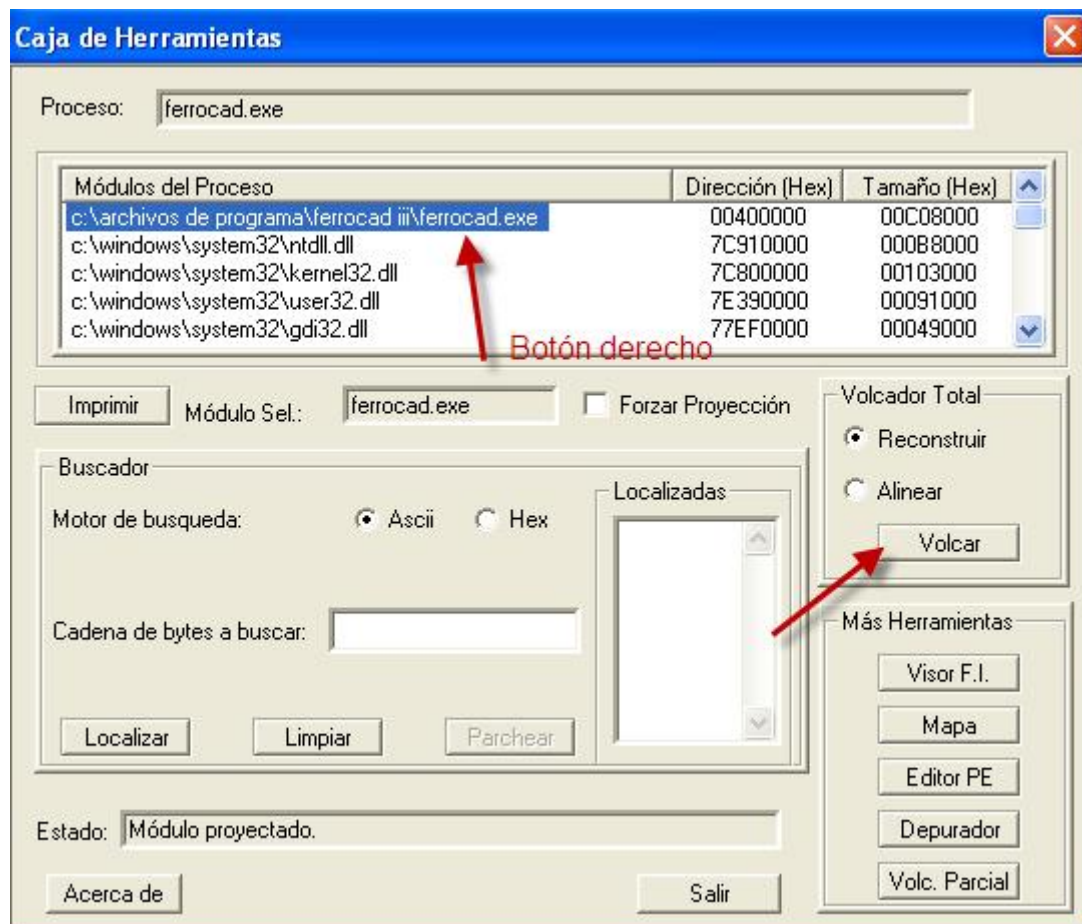 Caja de Herramientas
Proceso: ferrocad.exe
Módulos del Proceso Dirección (Hex) Tamaño (Hex)
c:\archivos de programa\ferrocad iii\ferrocad.exe 00400000 00C08000
c:\windows\system32\ntdll.dll 7C910000 000B8000
c:\windows\system32\kernel32.dll 7C800000 00103000
c:\windows\system32\user32.dll 7E390000 00091000
c:\windows\system32\gdi32.dll 77EF0000 00049000
Botón derecho
Imprimir Módulo Sel.: ferrocad.exe Forzar Proyección
Volcador Total
Reconstruir
Alinear
Volcar
Buscador
Motor de busqueda: Ascii Hex
Localizadas
Cadena de bytes a buscar:
Localizar Limpiar Parchear
Más Herramientas
Visor F.I.
Mapa
Editor PE
Depurador
Volc. Parcial
Estado: Módulo proyectado.
Acerca de Salir